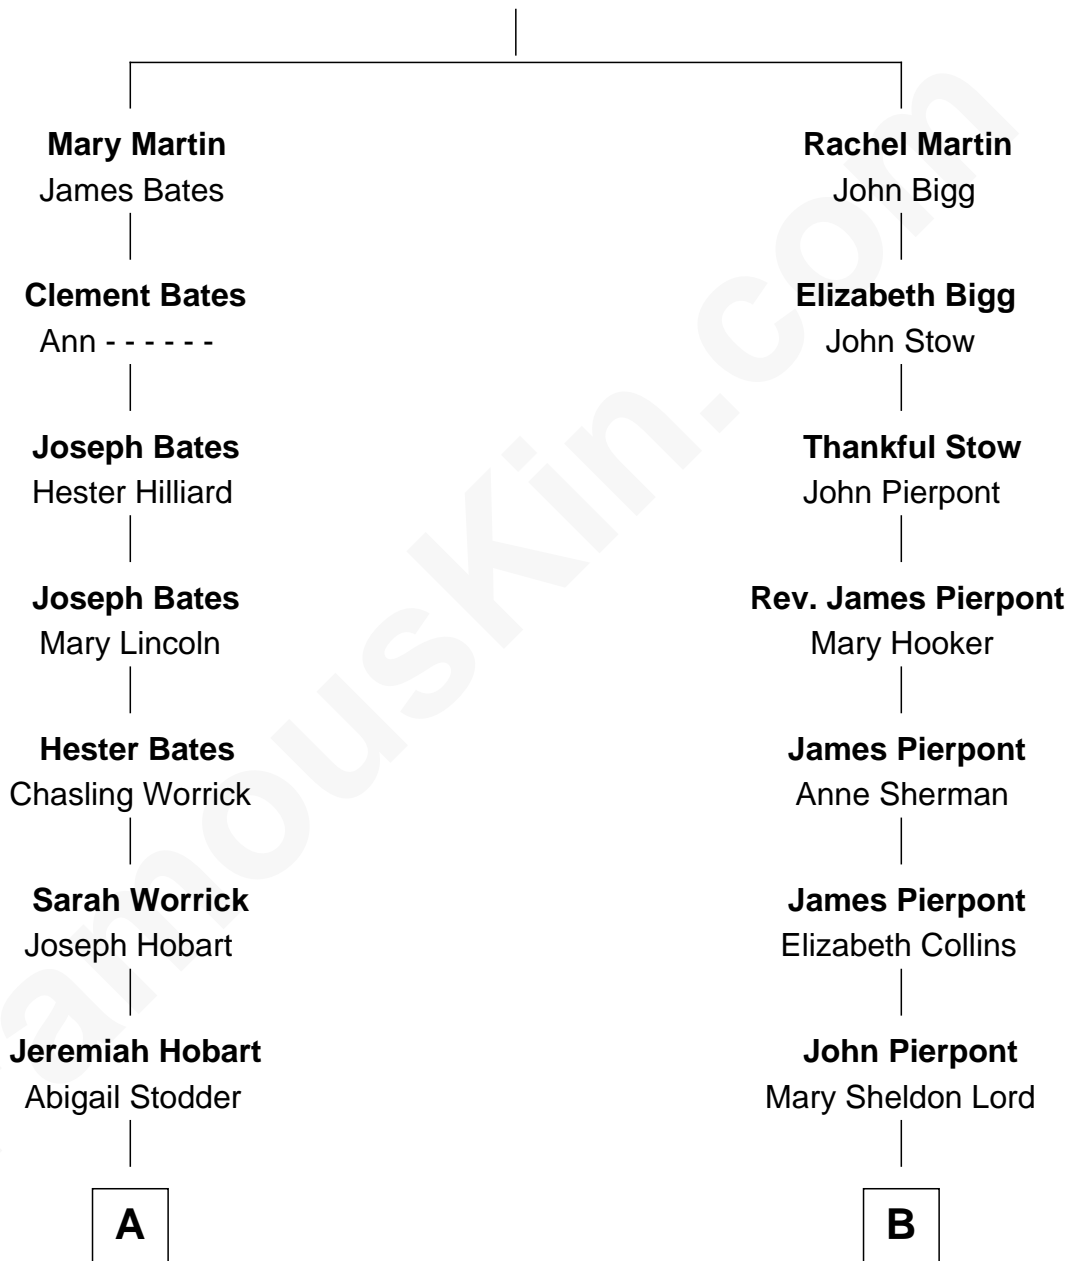 Mary Martin
James Bates
Clement Bates
Ann - - - - - -
Joseph Bates
Hester Hilliard
Joseph Bates
Mary Lincoln
Hester Bates
Chasling Worrick
Sarah Worrick
Joseph Hobart
Jeremiah Hobart
Abigail Stodder
A
Rachel Martin
John Bigg
Elizabeth Bigg
John Stow
Thankful Stow
John Pierpont
Rev. James Pierpont
Mary Hooker
James Pierpont
Anne Sherman
James Pierpont
Elizabeth Collins
John Pierpont
Mary Sheldon Lord
B
amouskin.com